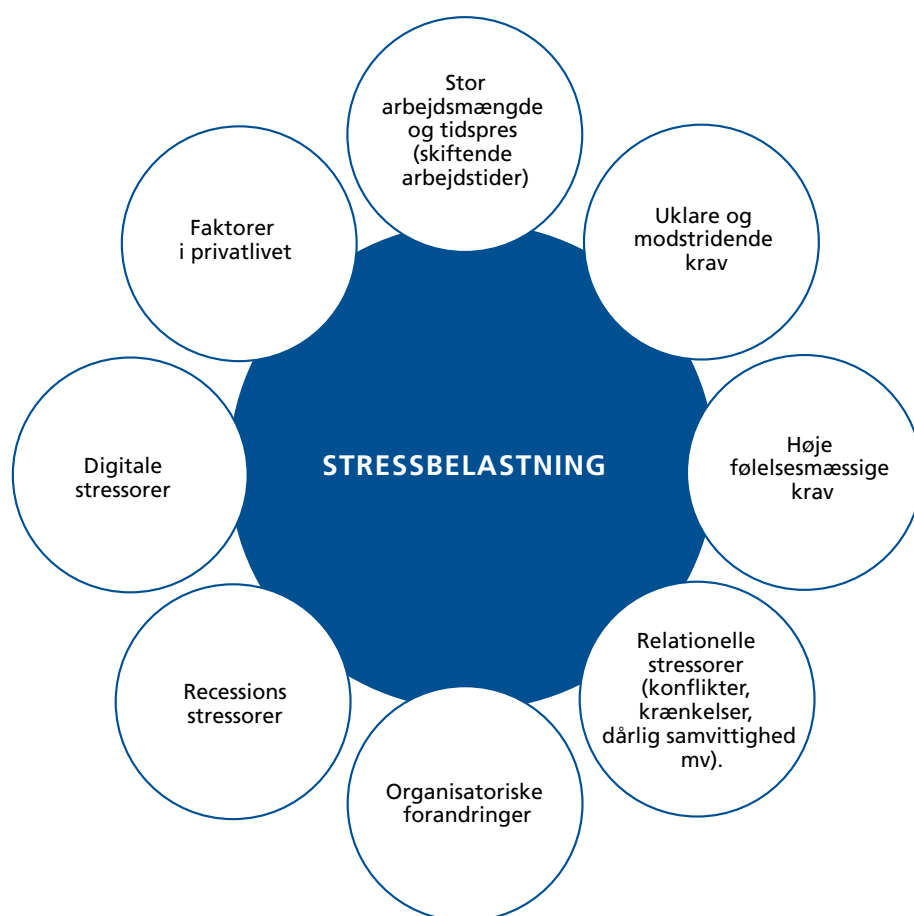 Stor
arbejdsmængde
og tidspres
(skiftende
arbejdstider)
Uklare og
modstridende
krav
Høje
følelsesmæssige
krav
Relationelle
stressorer
(konflikter,
krænkelser,
dårlig samvittighed
mv).
Organisatoriske
forandringer
Recessions
stressorer
Digitale
stressorer
Faktorer
i privatlivet
STRESSBELASTNING